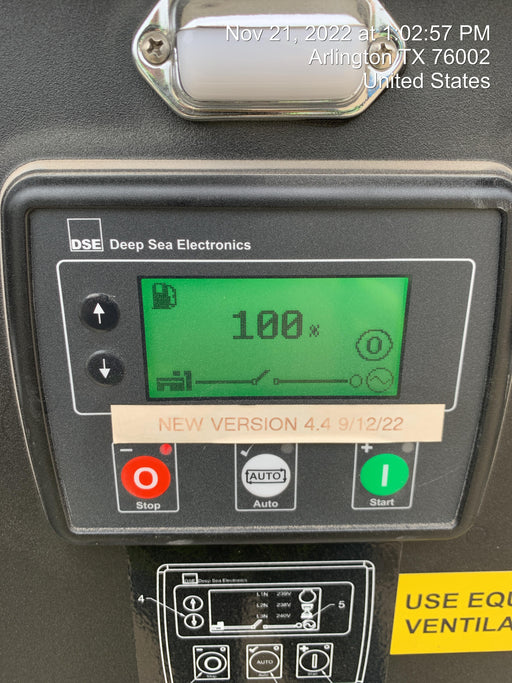 Nov 21, 2022 at 1:02:57 PM
Arlington TX 76002
United States
DSE Deep Sea Electronics
100 %
0
NEW VERSION 4.4 9/12/22
− ✓ +
O AUTO I
Stop Auto Start
DSE Deep Sea Electronics
L1N 239V
L2N 238V
L3N 240V
4 5
AUTO
USE EQU
VENTILA